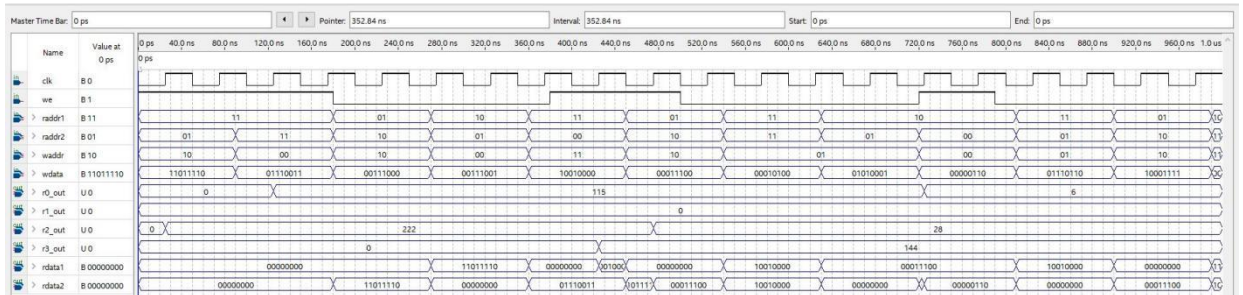 Master Time Bar: 0 ps Pointer: 352.84 ns Interval: 352.84 ns Start: 0 ps End: 0 ps
Name Value at 0 ps 0 ps 40.0 ns 80.0 ns 120.0 ns 160.0 ns 200.0 ns 240.0 ns 280.0 ns 320.0 ns 360.0 ns 400.0 ns 440.0 ns 480.0 ns 520.0 ns 560.0 ns 600.0 ns 640.0 ns 680.0 ns 720.0 ns 760.0 ns 800.0 ns 840.0 ns 880.0 ns 920.0 ns 960.0 ns 1.0 us
0 ps
clk B 0
we B 1
> raddr1 B 11 11 01 10 11 01 11 10 11 01
> raddr2 B 01 01 11 10 01 00 10 11 01 00 01 10
> waddr B 10 10 00 10 00 11 10 01 00 01 10
> wdata B 11011110 11011110 01110011 00111000 00111001 10010000 00011100 00010100 01010001 00000110 01110110 10001111
> r0_out U 0 0 115 6
> r1_out U 0 0
> r2_out U 0 0 222 28
> r3_out U 0 0 144
> rdata1 B 00000000 00000000 11011110 00000000 00000000 10010000 00011100 10010000 00000000
> rdata2 B 00000000 00000000 11011110 00000000 01110011 00011100 10010000 00000000 00000110 00000000 00011100